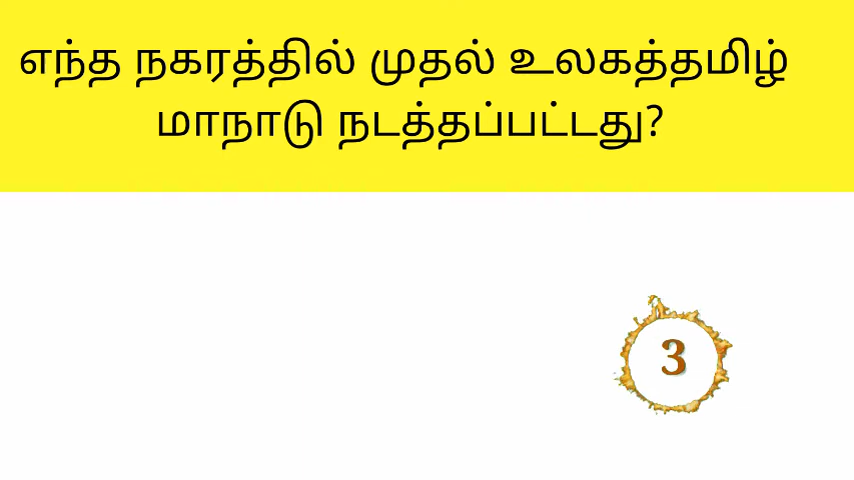 எந்த நகரத்தில் முதல் உலகத்தமிழ்
மாநாடு நடத்தப்பட்டது?
3